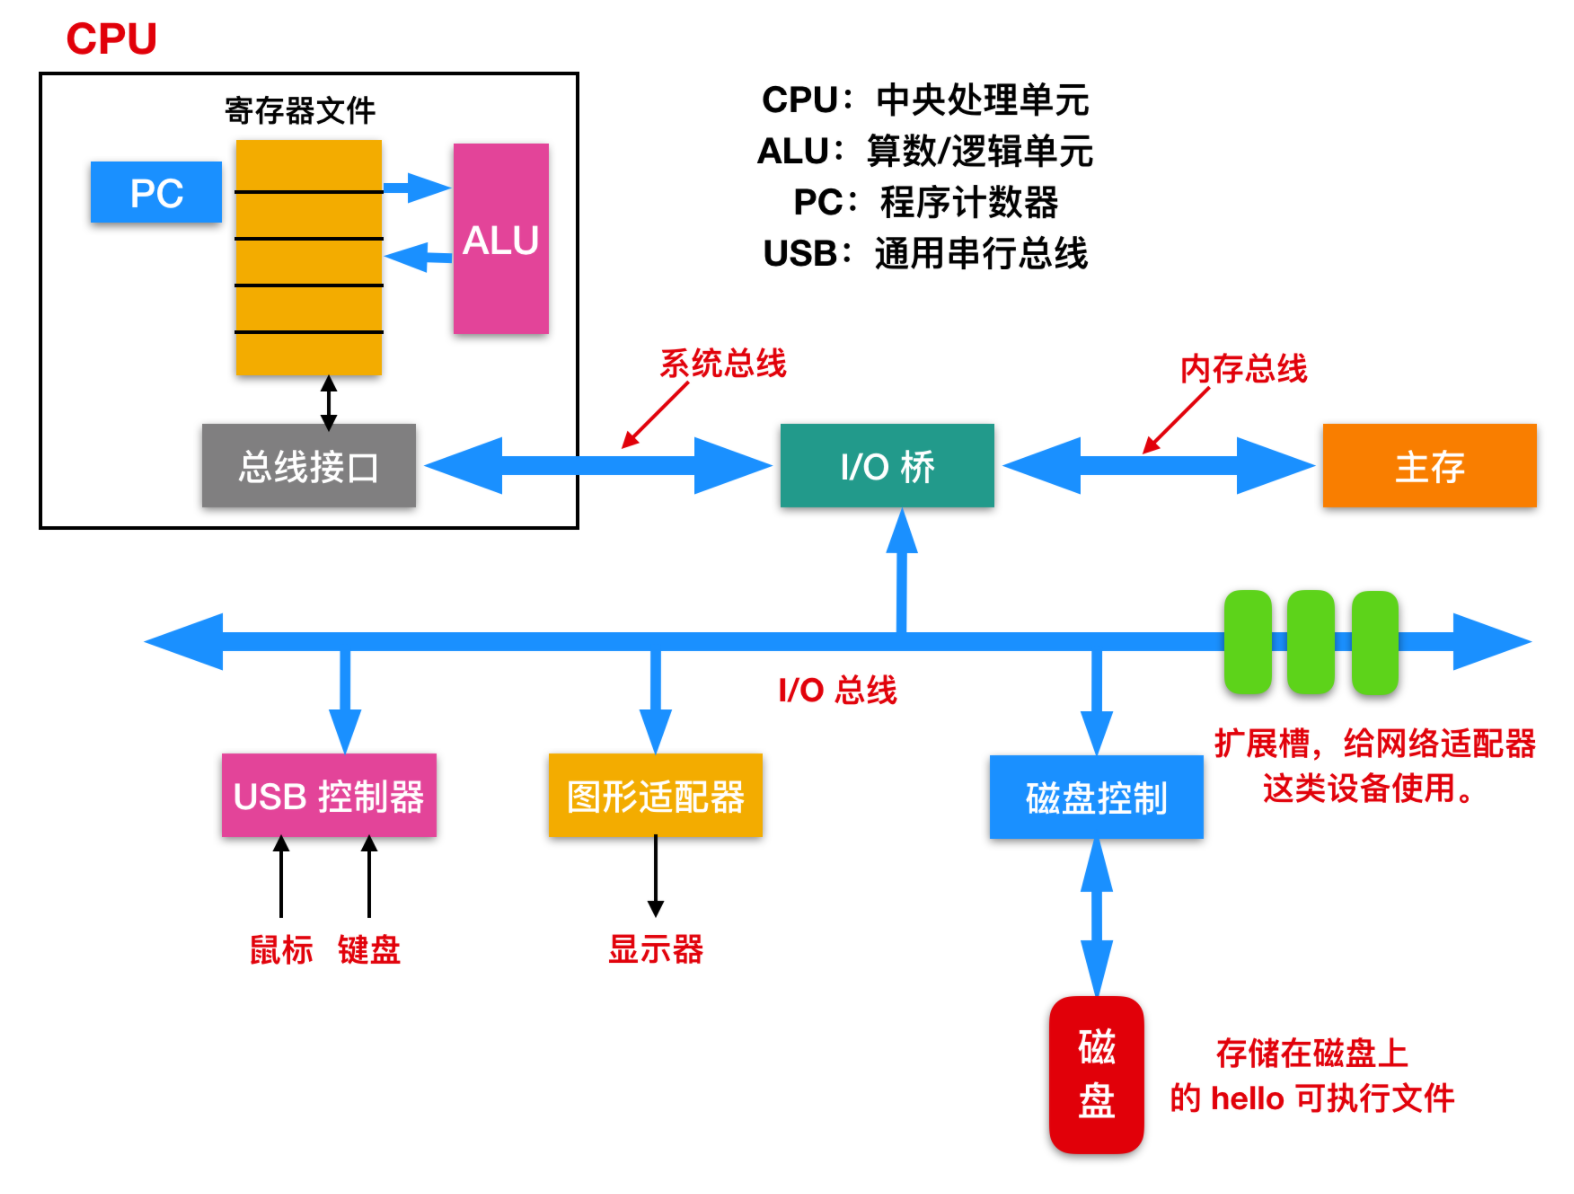 CPU
寄存器文件
PC
ALU
CPU：中央处理单元
ALU：算数/逻辑单元
PC：程序计数器
USB：通用串行总线
系统总线
内存总线
总线接口
I/O 桥
主存
I/O 总线
扩展槽，给网络适配器
这类设备使用。
USB 控制器
图形适配器
磁盘控制
鼠标
键盘
显示器
磁
盘
存储在磁盘上
的 hello 可执行文件